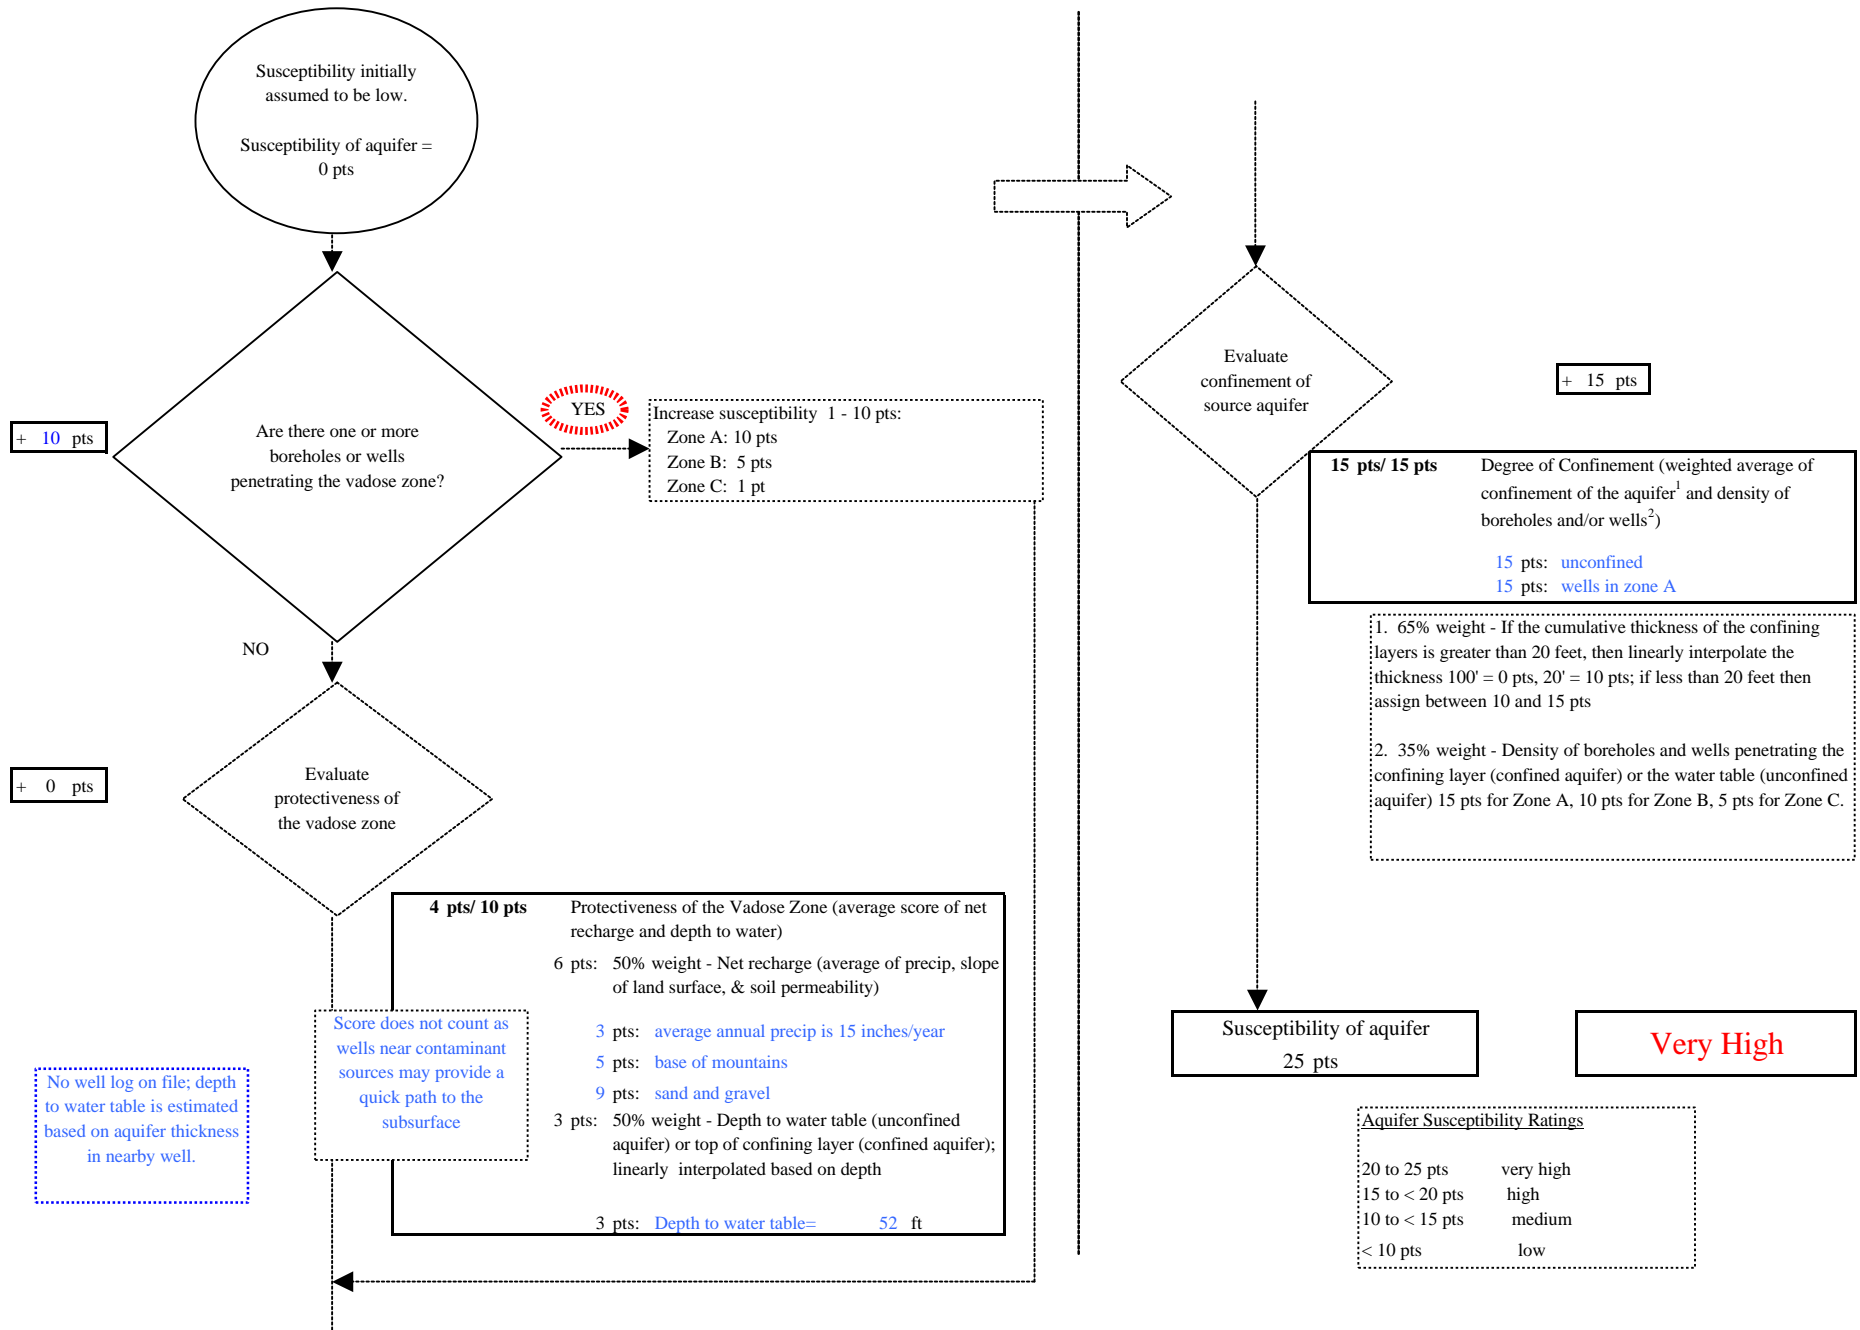 Susceptibility initially
assumed to be low.
Susceptibility of aquifer =
0 pts
+ 10 pts
Are there one or more
boreholes or wells
penetrating the vadose zone?
YES
Increase susceptibility 1 - 10 pts:
Zone A: 10 pts
Zone B: 5 pts
Zone C: 1 pt
NO
+ 0 pts
Evaluate
protectiveness of
the vadose zone
4 pts/ 10 pts Protectiveness of the Vadose Zone (average score of net
recharge and depth to water)
6 pts: 50% weight - Net recharge (average of precip, slope
of land surface, & soil permeability)
3 pts: average annual precip is 15 inches/year
5 pts: base of mountains
9 pts: sand and gravel
3 pts: 50% weight - Depth to water table (unconfined
aquifer) or top of confining layer (confined aquifer);
linearly interpolated based on depth
3 pts: Depth to water table= 52 ft
Score does not count as
wells near contaminant
sources may provide a
quick path to the
subsurface
No well log on file; depth
to water table is estimated
based on aquifer thickness
in nearby well.
Evaluate
confinement of
source aquifer
+ 15 pts
15 pts/ 15 pts Degree of Confinement (weighted average of
confinement of the aquifer¹ and density of
boreholes and/or wells²)
15 pts: unconfined
15 pts: wells in zone A
1. 65% weight - If the cumulative thickness of the confining
layers is greater than 20 feet, then linearly interpolate the
thickness 100' = 0 pts, 20' = 10 pts; if less than 20 feet then
assign between 10 and 15 pts
2. 35% weight - Density of boreholes and wells penetrating the
confining layer (confined aquifer) or the water table (unconfined
aquifer) 15 pts for Zone A, 10 pts for Zone B, 5 pts for Zone C.
Susceptibility of aquifer
25 pts
Very High
Aquifer Susceptibility Ratings
20 to 25 pts very high
15 to < 20 pts high
10 to < 15 pts medium
< 10 pts low